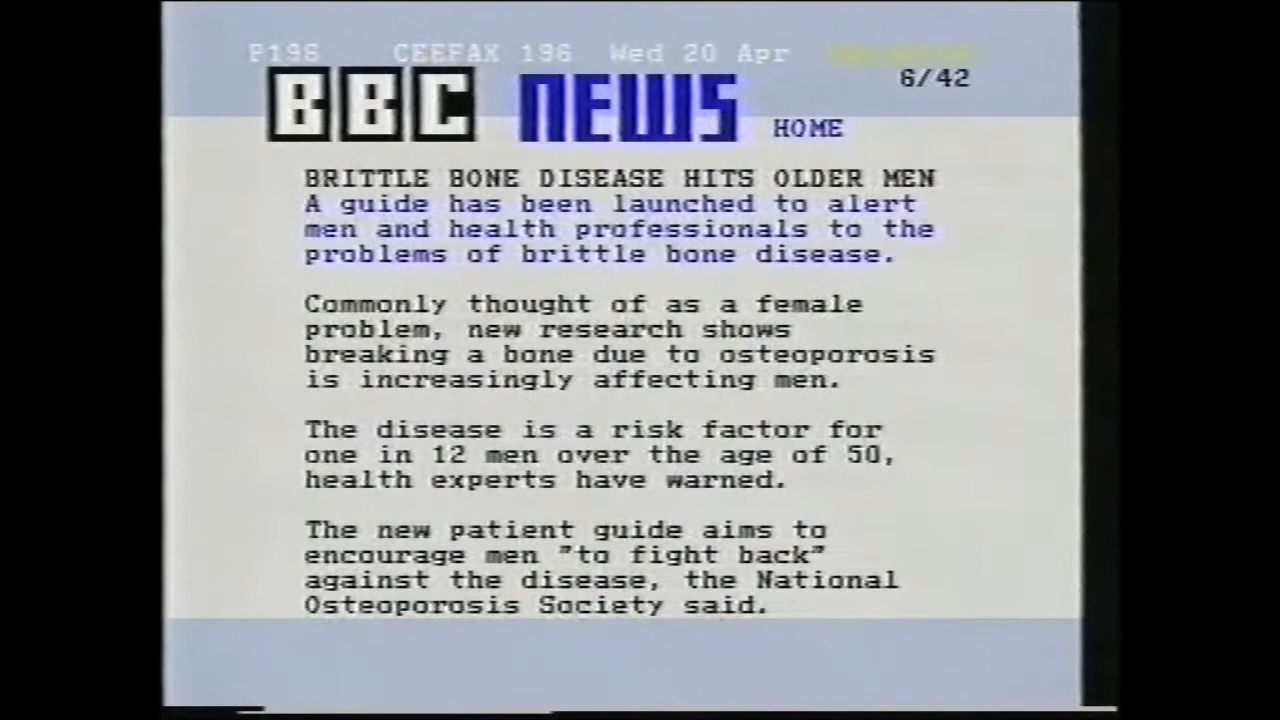 P196 CEEFAX 196 Wed 20 Apr
6/42
BBC NEWS HOME
BRITTLE BONE DISEASE HITS OLDER MEN
A guide has been launched to alert
men and health professionals to the
problems of brittle bone disease.
Commonly thought of as a female
problem, new research shows
breaking a bone due to osteoporosis
is increasingly affecting men.
The disease is a risk factor for
one in 12 men over the age of 50,
health experts have warned.
The new patient guide aims to
encourage men "to fight back"
against the disease, the National
Osteoporosis Society said.